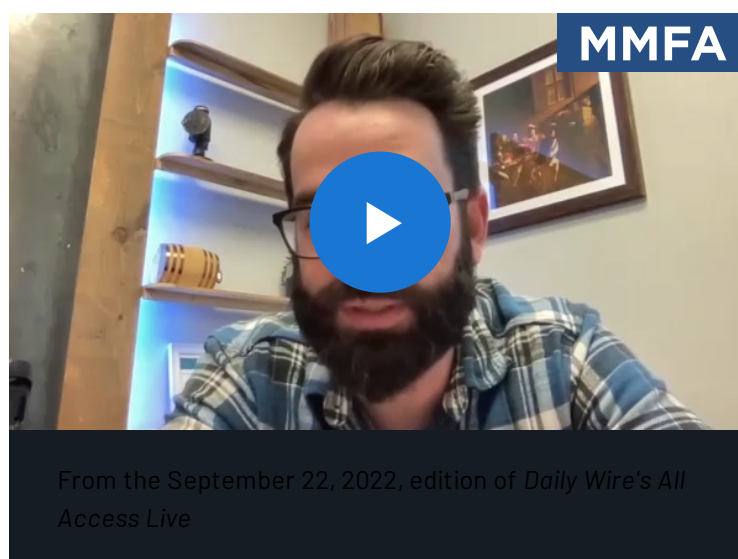 MMFA
From the September 22, 2022, edition of Daily Wire's All
Access Live